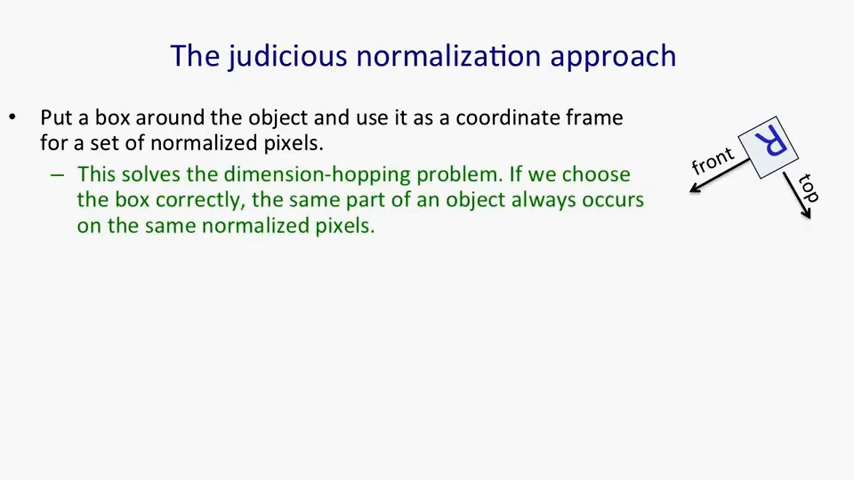 The judicious normalization approach
• Put a box around the object and use it as a coordinate frame
for a set of normalized pixels.
– This solves the dimension-hopping problem. If we choose
the box correctly, the same part of an object always occurs
on the same normalized pixels.
R
front
top